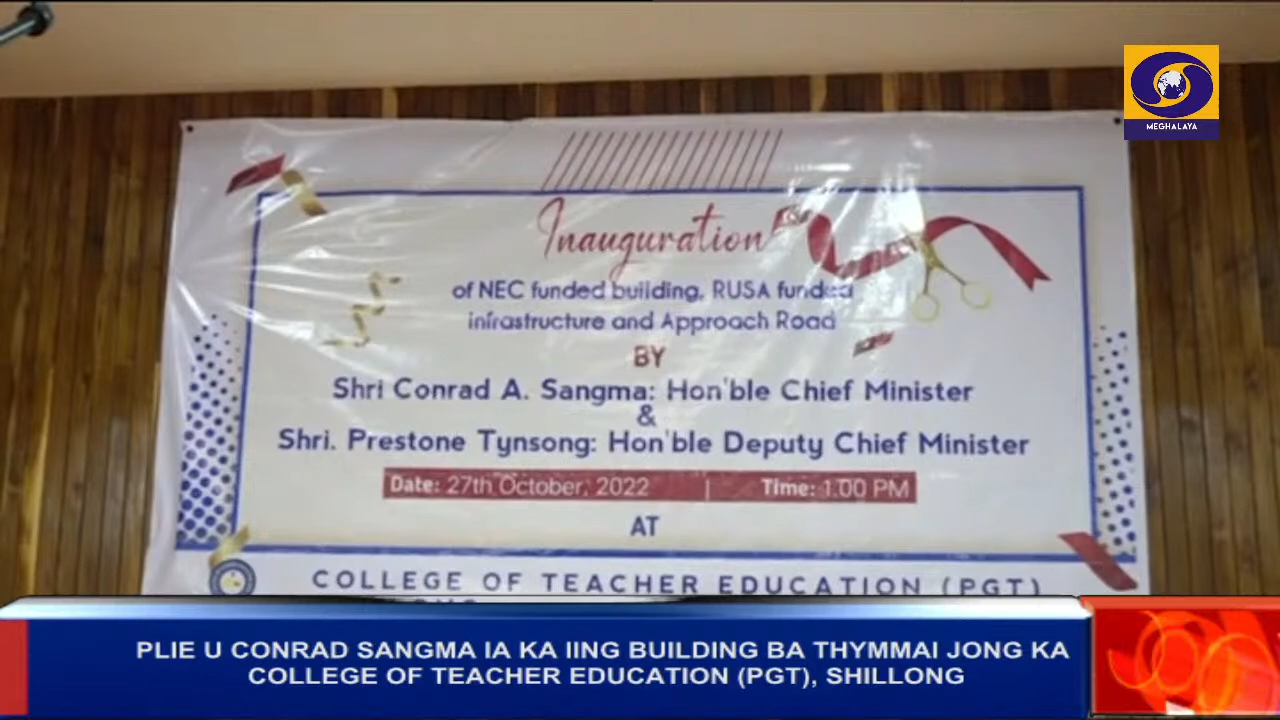 MEGHALAYA
Inauguration
of NEC funded building, RUSA funded
infrastructure and Approach Road
BY
Shri Conrad A. Sangma: Hon'ble Chief Minister
&
Shri. Prestone Tynsong: Hon'ble Deputy Chief Minister
Date: 27th October, 2022 | Time: 1.00 PM
AT
COLLEGE OF TEACHER EDUCATION (PGT)
PLIE U CONRAD SANGMA IA KA IING BUILDING BA THYMMAI JONG KA
COLLEGE OF TEACHER EDUCATION (PGT), SHILLONG